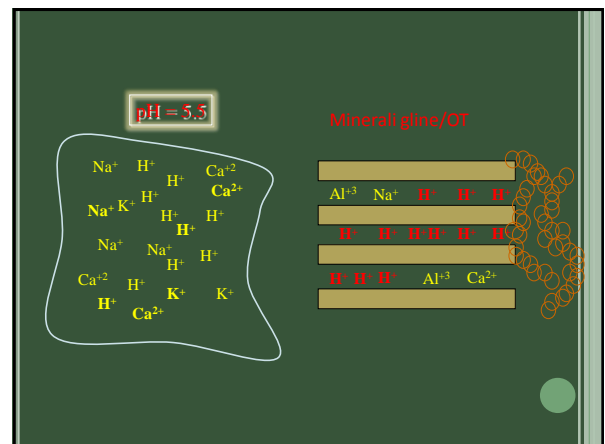 pH = 5.5
Minerali gline/OT
Na⁺ H⁺ H⁺ Ca⁺² Ca²⁺
Na⁺ K⁺ H⁺ H⁺ H⁺ H⁺
Na⁺ Na⁺ H⁺ H⁺
Ca⁺² H⁺ K⁺ K⁺
H⁺ Ca²⁺
Al⁺³ Na⁺ H⁺ H⁺ H⁺
H⁺ H⁺ H⁺ H⁺ H⁺ H
H⁺ H⁺ H⁺ Al⁺³ Ca²⁺